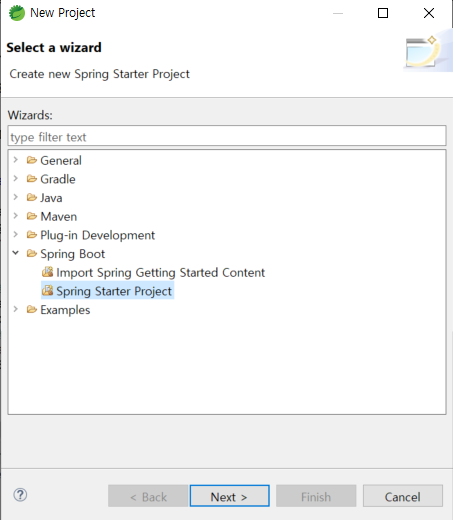 New Project
Select a wizard
Create new Spring Starter Project
Wizards:
type filter text
General
Gradle
Java
Maven
Plug-in Development
Spring Boot
Import Spring Getting Started Content
Spring Starter Project
Examples
? < Back Next > Finish Cancel